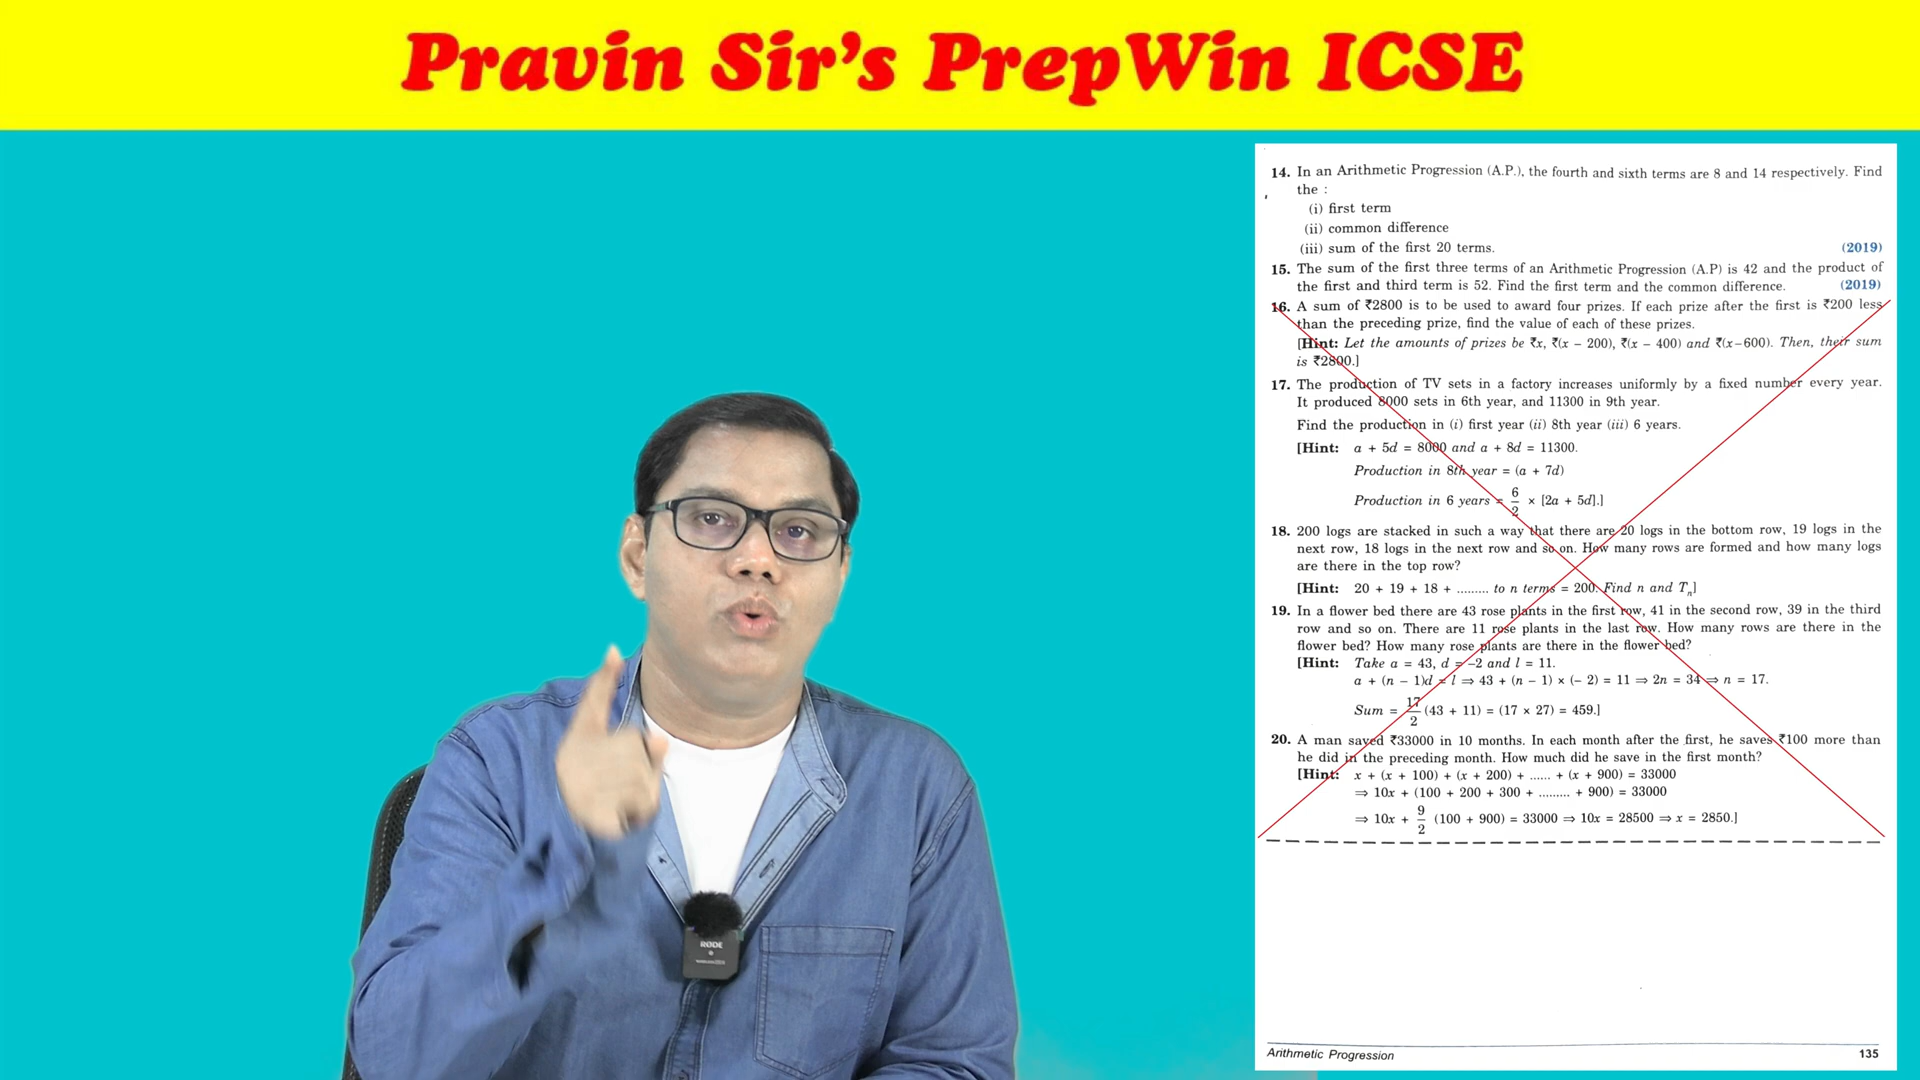 Pravin Sir's PrepWin ICSE
14. In an Arithmetic Progression (A.P.), the fourth and sixth terms are 8 and 14 respectively. Find
the :
(i) first term
(ii) common difference
(iii) sum of the first 20 terms. (2019)
15. The sum of the first three terms of an Arithmetic Progression (A.P) is 42 and the product of
the first and third term is 52. Find the first term and the common difference. (2019)
16. A sum of ₹2800 is to be used to award four prizes. If each prize after the first is ₹200 less
than the preceding prize, find the value of each of these prizes.
[Hint: Let the amounts of prizes be ₹x, ₹(x – 200), ₹(x – 400) and ₹(x–600). Then, their sum
is ₹2800.]
17. The production of TV sets in a factory increases uniformly by a fixed number every year.
It produced 8000 sets in 6th year, and 11300 in 9th year.
Find the production in (i) first year (ii) 8th year (iii) 6 years.
[Hint: a + 5d = 8000 and a + 8d = 11300.
Production in 8th year = (a + 7d)
Production in 6 years = 6/2 × [2a + 5d].]
18. 200 logs are stacked in such a way that there are 20 logs in the bottom row, 19 logs in the
next row, 18 logs in the next row and so on. How many rows are formed and how many logs
are there in the top row?
[Hint: 20 + 19 + 18 + ......... to n terms = 200. Find n and Tₙ]
19. In a flower bed there are 43 rose plants in the first row, 41 in the second row, 39 in the third
row and so on. There are 11 rose plants in the last row. How many rows are there in the
flower bed? How many rose plants are there in the flower bed?
[Hint: Take a = 43, d = –2 and l = 11.
a + (n – 1)d = l ⇒ 43 + (n – 1) × (– 2) = 11 ⇒ 2n = 34 ⇒ n = 17.
Sum = 17/2 (43 + 11) = (17 × 27) = 459.]
20. A man saved ₹33000 in 10 months. In each month after the first, he saves ₹100 more than
he did in the preceding month. How much did he save in the first month?
[Hint: x + (x + 100) + (x + 200) + ...... + (x + 900) = 33000
⇒ 10x + (100 + 200 + 300 + ......... + 900) = 33000
⇒ 10x + 9/2 (100 + 900) = 33000 ⇒ 10x = 28500 ⇒ x = 2850.]
Arithmetic Progression 135
RØDE